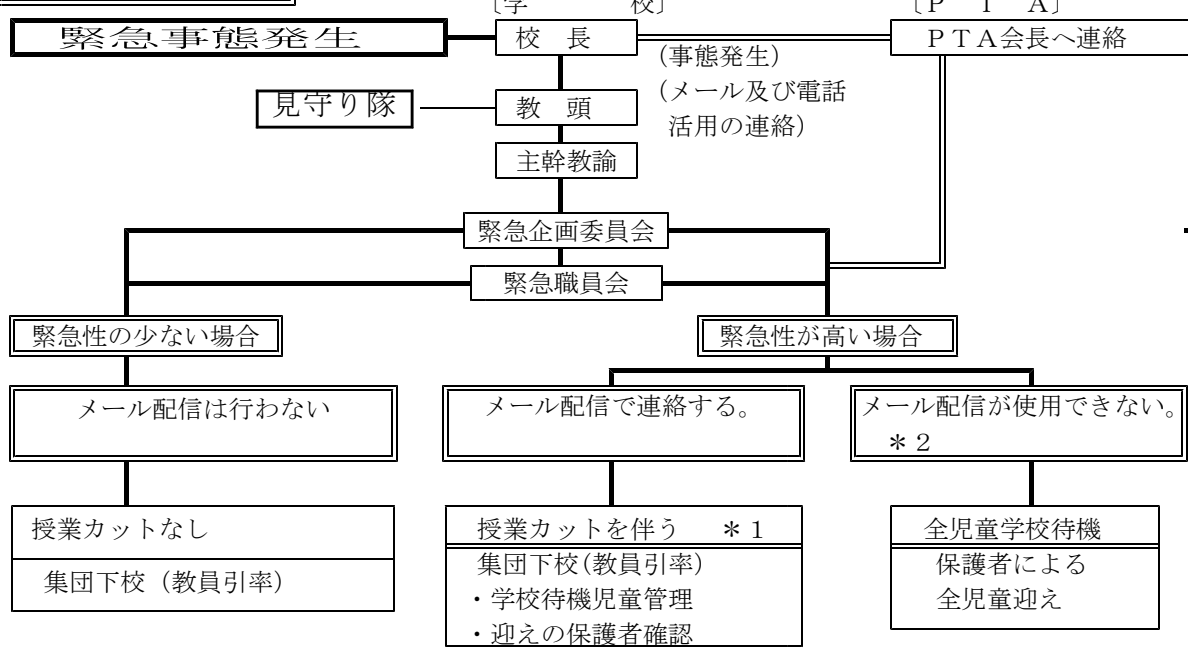 〔学　　　校〕
〔Ｐ　Ｔ　Ａ〕
緊急事態発生
校　長
ＰＴＡ会長へ連絡
（事態発生）
（メール及び電話
活用の連絡）
見守り隊
教　頭
主幹教諭
緊急企画委員会
緊急職員会
緊急性の少ない場合
緊急性が高い場合
メール配信は行わない
メール配信で連絡する。
メール配信が使用できない。
＊２
授業カットなし
集団下校（教員引率）
授業カットを伴う　＊１
集団下校（教員引率）
・学校待機児童管理
・迎えの保護者確認
全児童学校待機
保護者による
全児童迎え